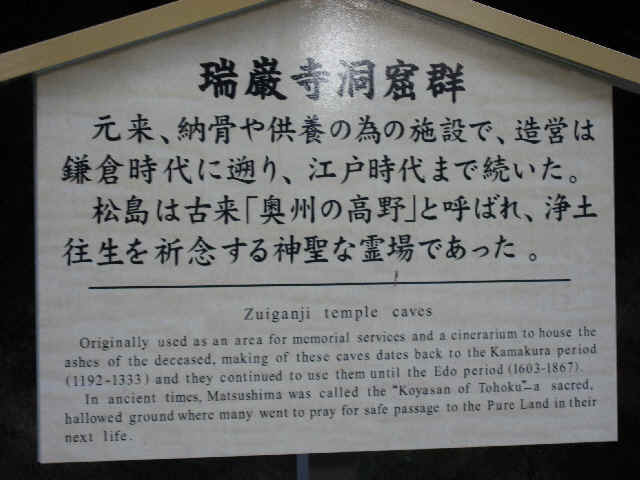 瑞巌寺洞窟群
元来、納骨や供養の為の施設で、造営は
鎌倉時代に遡り、江戸時代まで続いた。
松島は古来「奥州の高野」と呼ばれ、浄土
往生を祈念する神聖な霊場であった。
Zuiganji temple caves
Originally used as an area for memorial services and a cinerarium to house the
ashes of the deceased, making of these caves dates back to the Kamakura period
(1192-1333) and they continued to use them until the Edo period (1603-1867).
In ancient times, Matsushima was called the "Koyasan of Tohoku"-a sacred,
hallowed ground where many went to pray for safe passage to the Pure Land in their
next life.